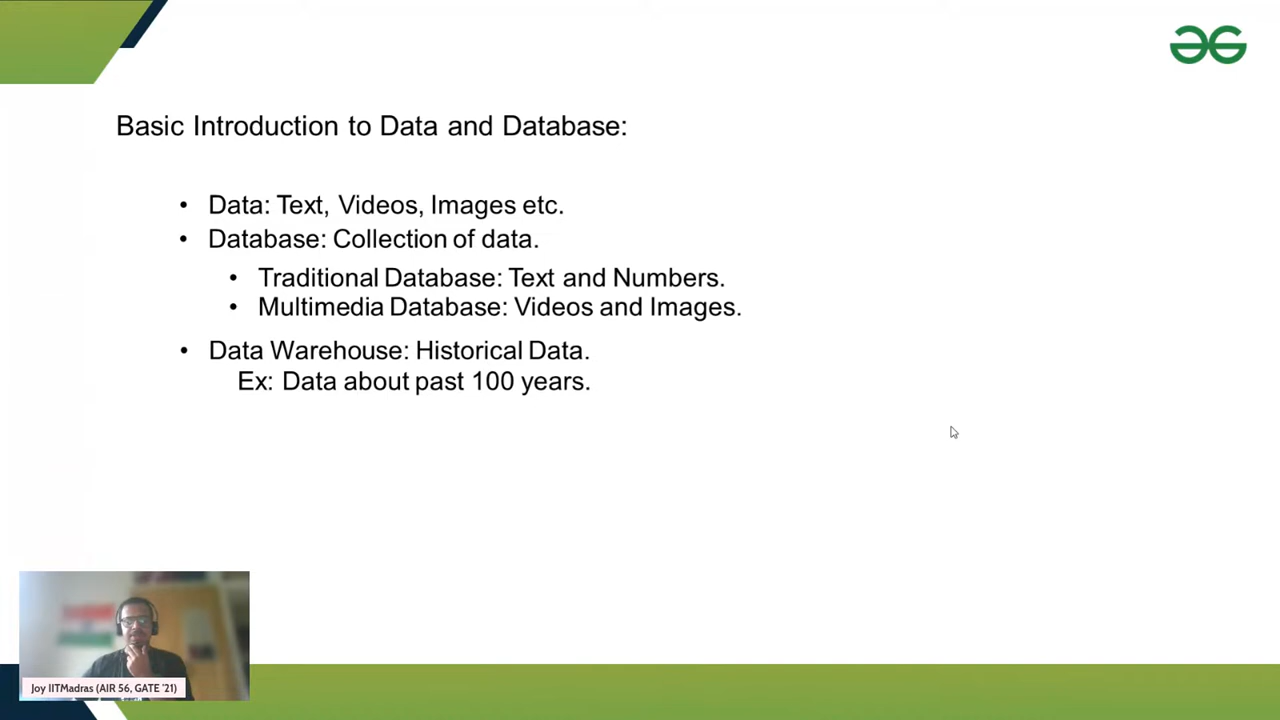 Basic Introduction to Data and Database:
• Data: Text, Videos, Images etc.
• Database: Collection of data.
• Traditional Database: Text and Numbers.
• Multimedia Database: Videos and Images.
• Data Warehouse: Historical Data.
Ex: Data about past 100 years.
Joy IITMadras (AIR 56, GATE '21)